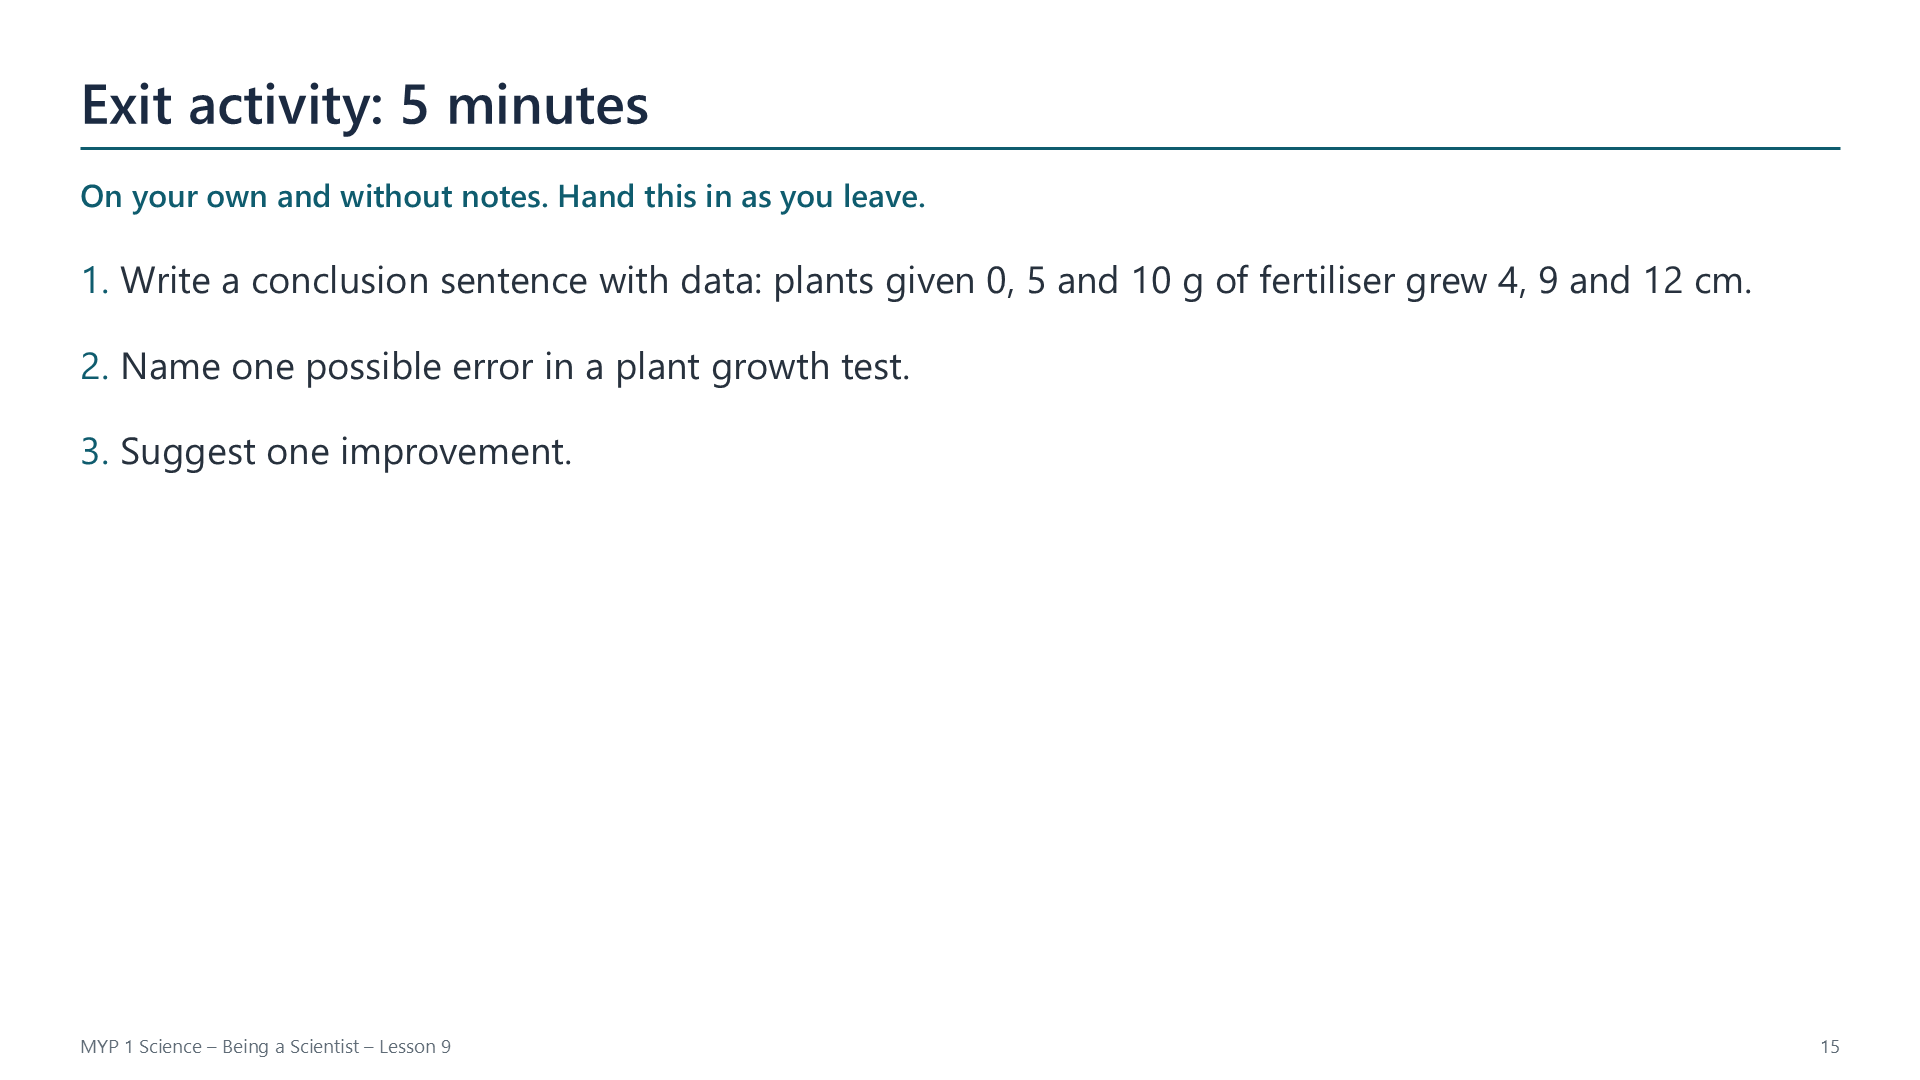 Exit activity: 5 minutes
On your own and without notes. Hand this in as you leave.
1. Write a conclusion sentence with data: plants given 0, 5 and 10 g of fertiliser grew 4, 9 and 12 cm.
2. Name one possible error in a plant growth test.
3. Suggest one improvement.
MYP 1 Science – Being a Scientist – Lesson 9
15